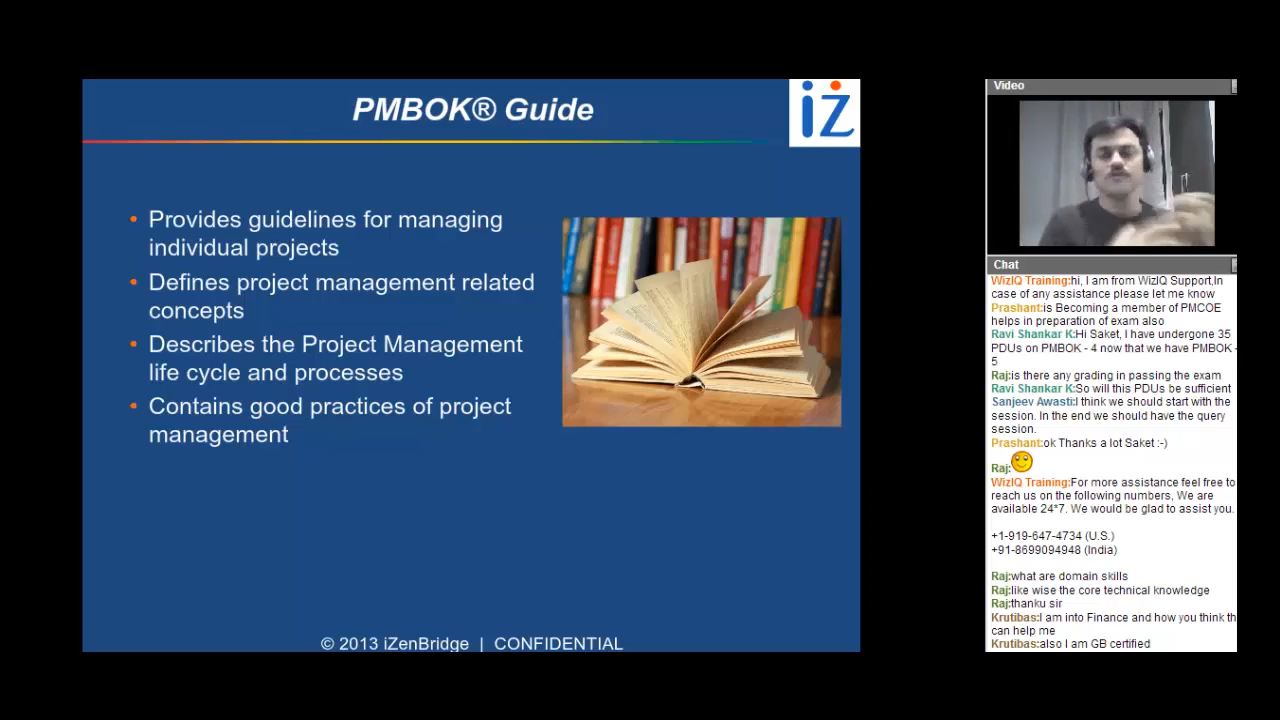 PMBOK® Guide
iZ
Provides guidelines for managing
individual projects
Defines project management related
concepts
Describes the Project Management
life cycle and processes
Contains good practices of project
management
© 2013 iZenBridge | CONFIDENTIAL
Video
Chat
WizIQ Training:hi, I am from WizIQ Support,In
case of any assistance please let me know
Prashant:is Becoming a member of PMCOE
helps in preparation of exam also
Ravi Shankar K:Hi Saket, I have undergone 35
PDUs on PMBOK - 4 now that we have PMBOK -
5
Raj:is there any grading in passing the exam
Ravi Shankar K:So will this PDUs be sufficient
Sanjeev Awasti:I think we should start with the
session. In the end we should have the query
session.
Prashant:ok Thanks a lot Saket :-)
Raj:
WizIQ Training:For more assistance feel free to
reach us on the following numbers, We are
available 24*7. We would be glad to assist you.
+1-919-647-4734 (U.S.)
+91-8699094948 (India)
Raj:what are domain skills
Raj:like wise the core technical knowledge
Raj:thanku sir
Krutibas:I am into Finance and how you think
can help me
Krutibas:also I am GB certified